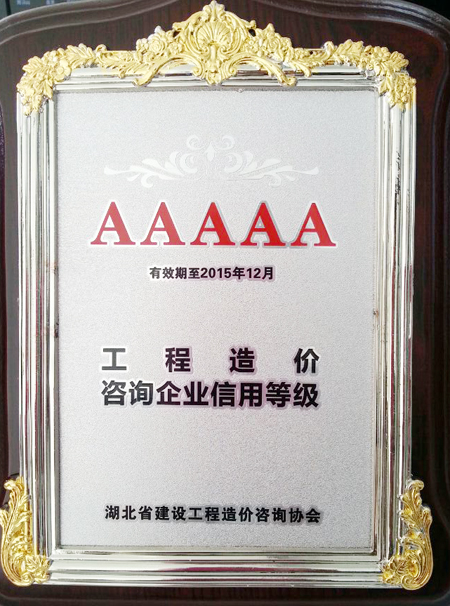 AAAAA
有效期至2015年12月
工程造价
咨询企业信用等级
湖北省建设工程造价咨询协会